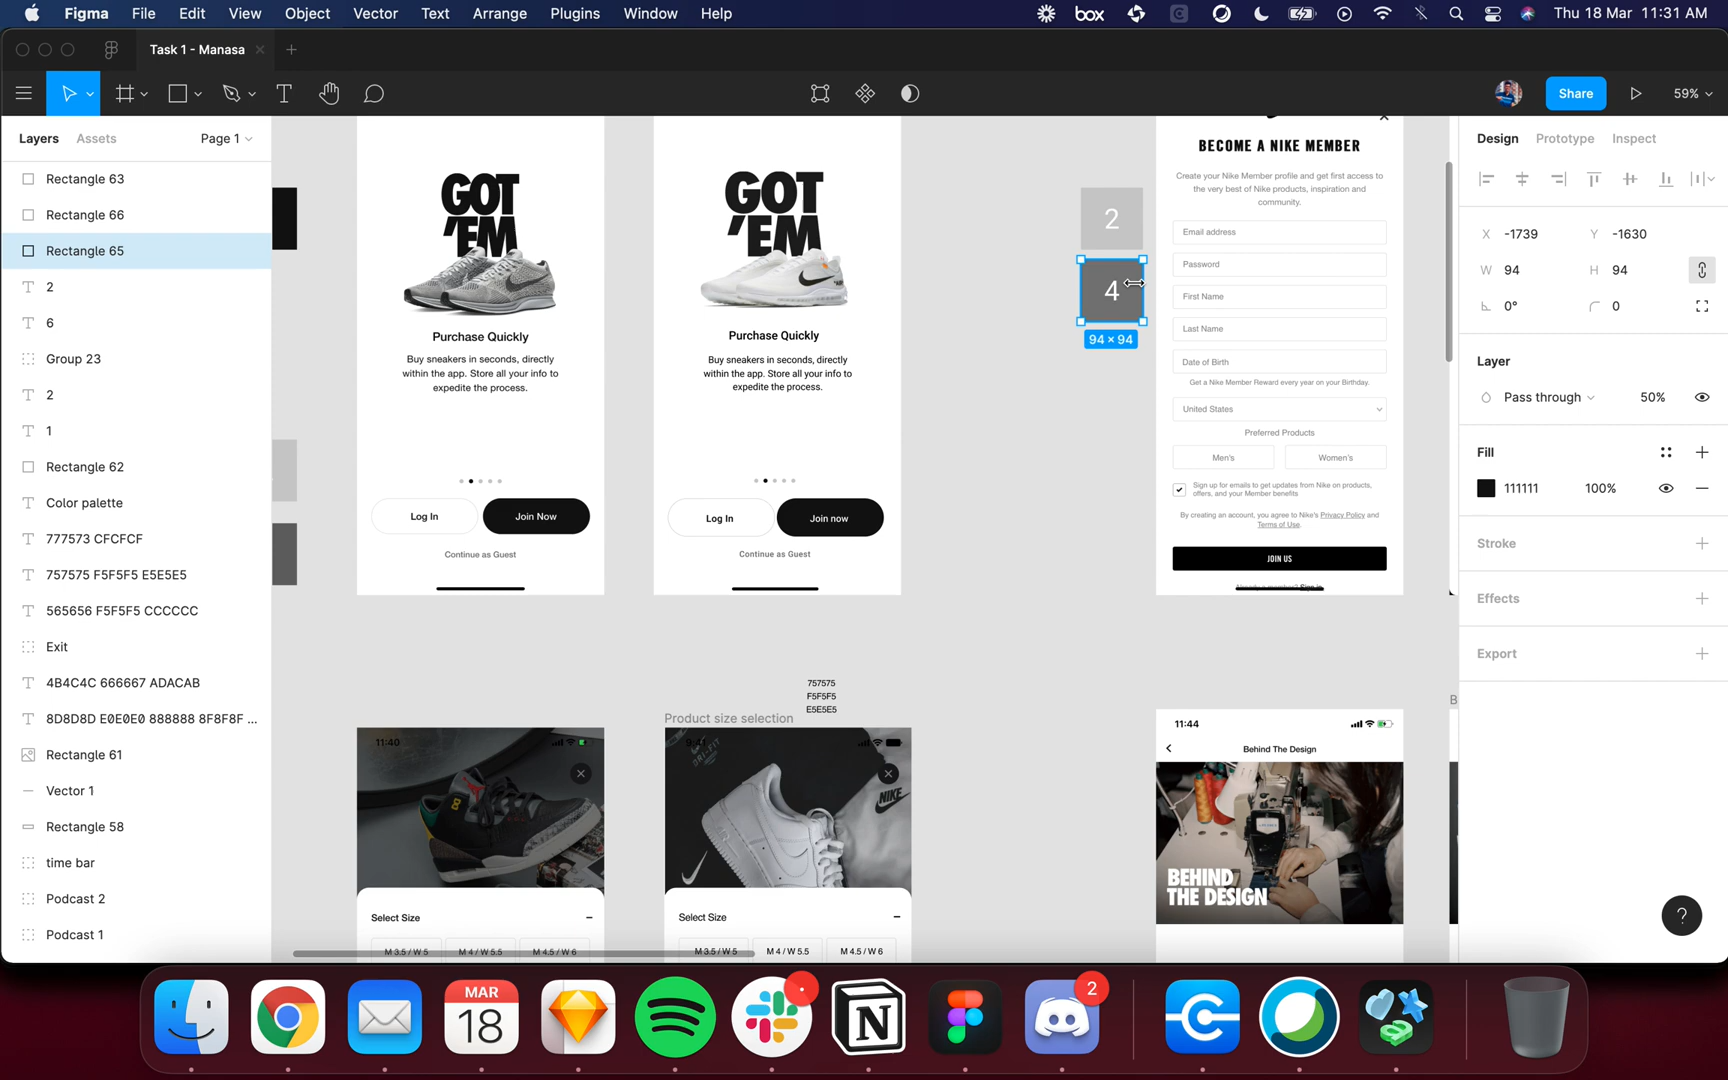 Figma File Edit View Object Vector Text Arrange Plugins Window Help
box
Thu 18 Mar 11:31 AM
Task 1 - Manasa
Share
59%
Layers Assets Page 1
Rectangle 63
Rectangle 66
Rectangle 65
2
6
Group 23
2
1
Rectangle 62
Color palette
777573 CFCFCF
757575 F5F5F5 E5E5E5
565656 F5F5F5 CCCCCC
Exit
4B4C4C 666667 ADACAB
8D8D8D E0E0E0 888888 8F8F8F ...
Rectangle 61
Vector 1
Rectangle 58
time bar
Podcast 2
Podcast 1
GOT
'EM
Purchase Quickly
Buy sneakers in seconds, directly
within the app. Store all your info to
expedite the process.
Log In
Join Now
Continue as Guest
GOT
'EM
Purchase Quickly
Buy sneakers in seconds, directly
within the app. Store all your info to
expedite the process.
Log In
Join now
Continue as Guest
2
4
94 × 94
BECOME A NIKE MEMBER
Create your Nike Member profile and get first access to
the very best of Nike products, inspiration and
community.
Email address
Password
First Name
Last Name
Date of Birth
Get a Nike Member Reward every year on your Birthday.
United States
Preferred Products
Men's
Women's
Sign up for emails to get updates from Nike on products,
offers, and your Member benefits
By creating an account, you agree to Nike's Privacy Policy and
Terms of Use.
JOIN US
Already a member? Sign in
11:40
Select Size
M 3.5 / W 5
M 4 / W 5.5
M 4.5 / W 6
757575
F5F5F5
E5E5E5
Product size selection
9:41
DRI-FIT
NIKE
Select Size
M 3.5 / W 5
M 4 / W 5.5
M 4.5 / W 6
B
11:44
Behind The Design
BEHIND
THE DESIGN
Design Prototype Inspect
X -1739 Y -1630
W 94 H 94
0° 0
Layer
Pass through 50%
Fill
111111 100%
Stroke
Effects
Export
?
MAR
18
2